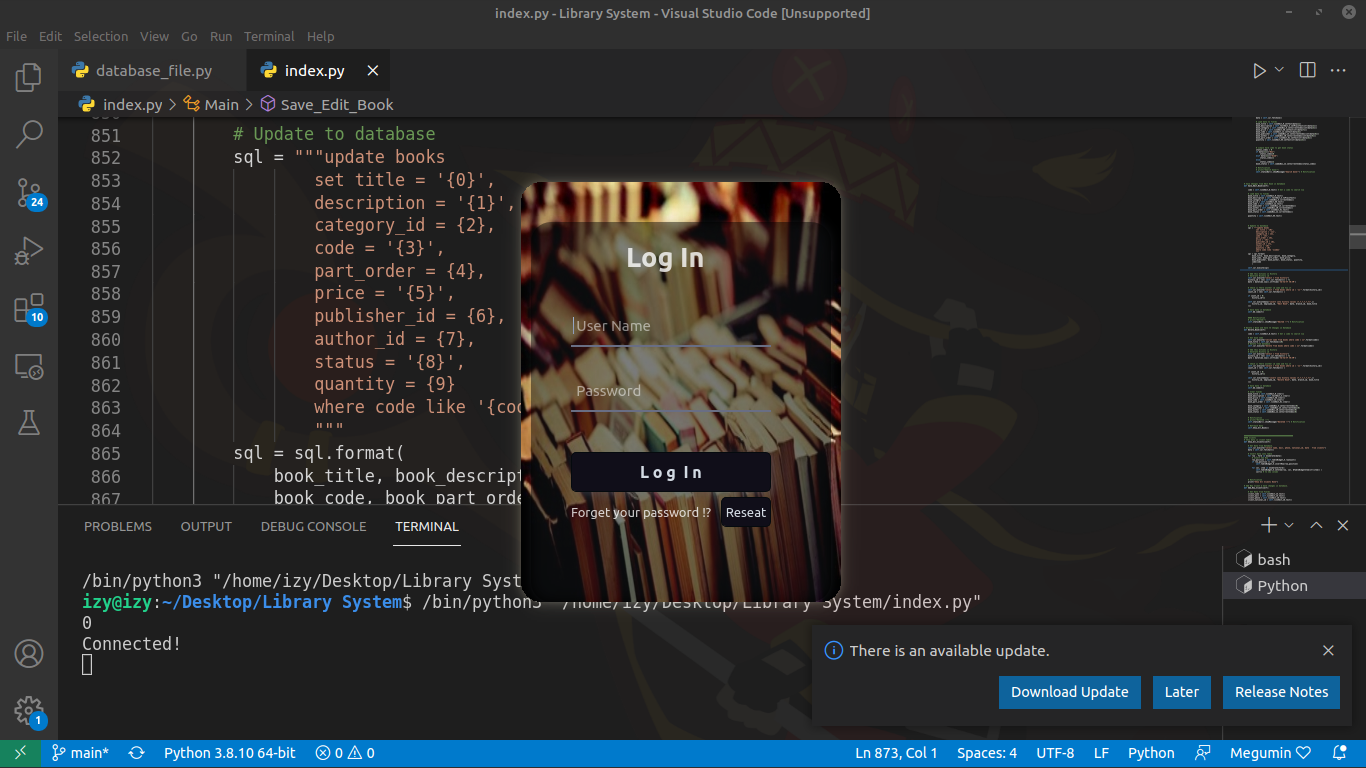 index.py - Library System - Visual Studio Code [Unsupported]
File Edit Selection View Go Run Terminal Help
database_file.py index.py
index.py > Main > Save_Edit_Book
851 # Update to database
852 sql = """update books
853 set title = '{0}',
854 description = '{1}',
855 category_id = {2},
856 code = '{3}',
857 part_order = {4},
858 price = '{5}',
859 publisher_id = {6},
860 author_id = {7},
861 status = '{8}',
862 quantity = {9}
863 where code like '{cod
864 """
865 sql = sql.format(
866 book_title, book_descript
867 book_code, book_part_orde
Log In
User Name
Password
Log In
Forget your password !? Reseat
24
10
1
PROBLEMS OUTPUT DEBUG CONSOLE TERMINAL
/bin/python3 "/home/izy/Desktop/Library Syst
izy@izy:~/Desktop/Library System$ /bin/python3 "/home/izy/Desktop/Library System/index.py"
0
Connected!
bash
Python
There is an available update.
Download Update Later Release Notes
main* Python 3.8.10 64-bit 0 0 Ln 873, Col 1 Spaces: 4 UTF-8 LF Python Megumin